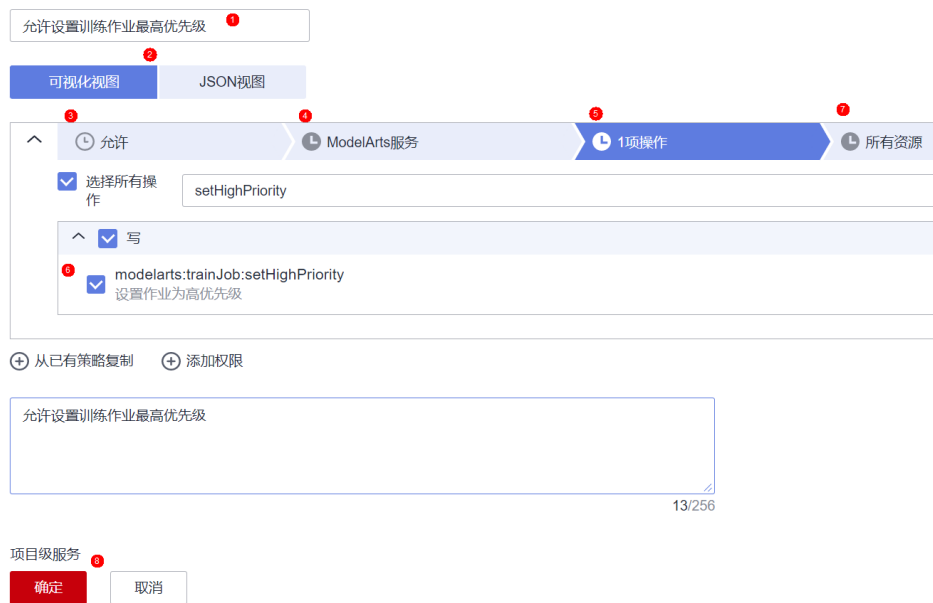 允许设置训练作业最高优先级 1
2
可视化视图 JSON视图
3 4 5 7
允许 ModelArts服务 1项操作 所有资源
选择所有操
作
setHighPriority
写
6
modelarts:trainJob:setHighPriority
设置作业为高优先级
从已有策略复制 添加权限
允许设置训练作业最高优先级
13/256
项目级服务 8
确定 取消